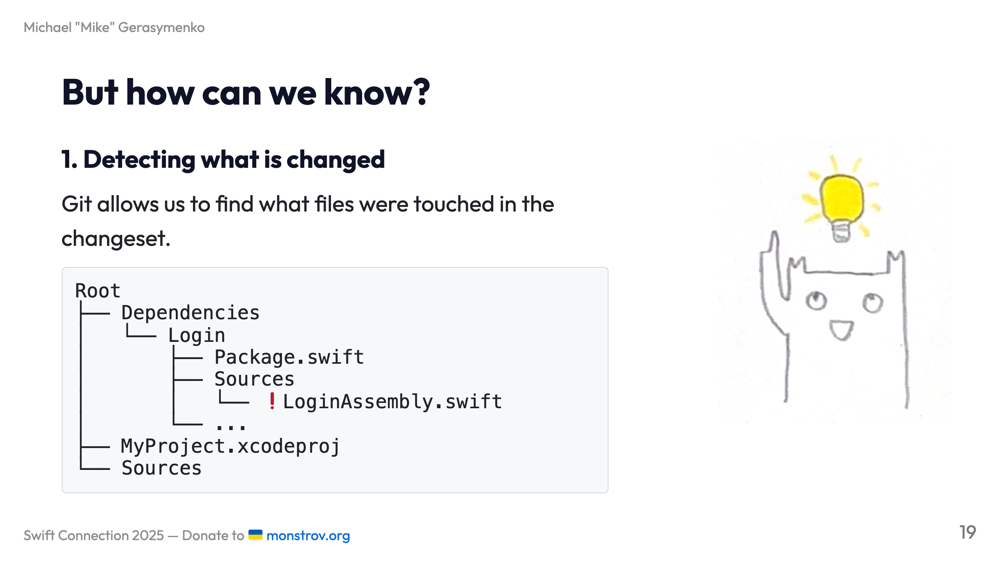 Michael "Mike" Gerasymenko
But how can we know?
1. Detecting what is changed
Git allows us to find what files were touched in the
changeset.
Root
├── Dependencies
│   └── Login
│       ├── Package.swift
│       ├── Sources
│       │   └── ❗LoginAssembly.swift
│       └── ...
├── MyProject.xcodeproj
└── Sources
Swift Connection 2025 — Donate to 🇺🇦 monstrov.org
19